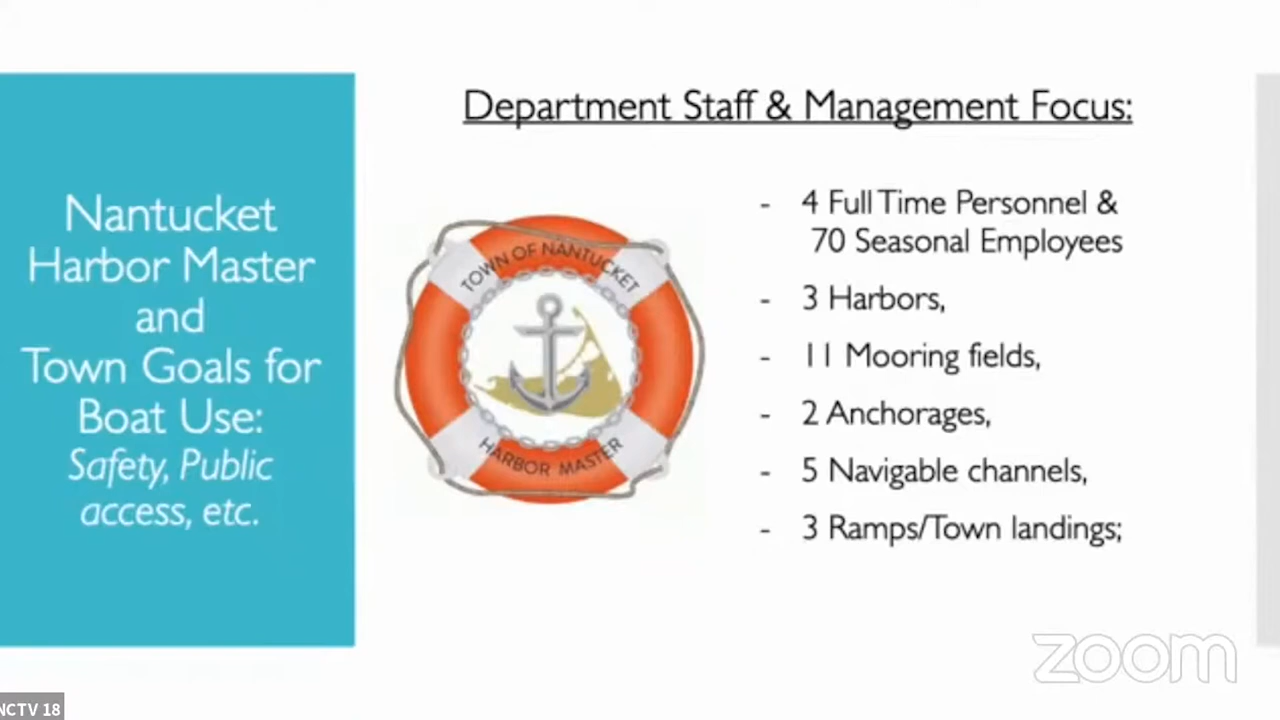 Nantucket
Harbor Master
and
Town Goals for
Boat Use:
Safety, Public
access, etc.
Department Staff & Management Focus:
TOWN OF NANTUCKET
HARBOR MASTER
- 4 Full Time Personnel &
70 Seasonal Employees
- 3 Harbors,
- 11 Mooring fields,
- 2 Anchorages,
- 5 Navigable channels,
- 3 Ramps/Town landings;
zoom
NCTV 18